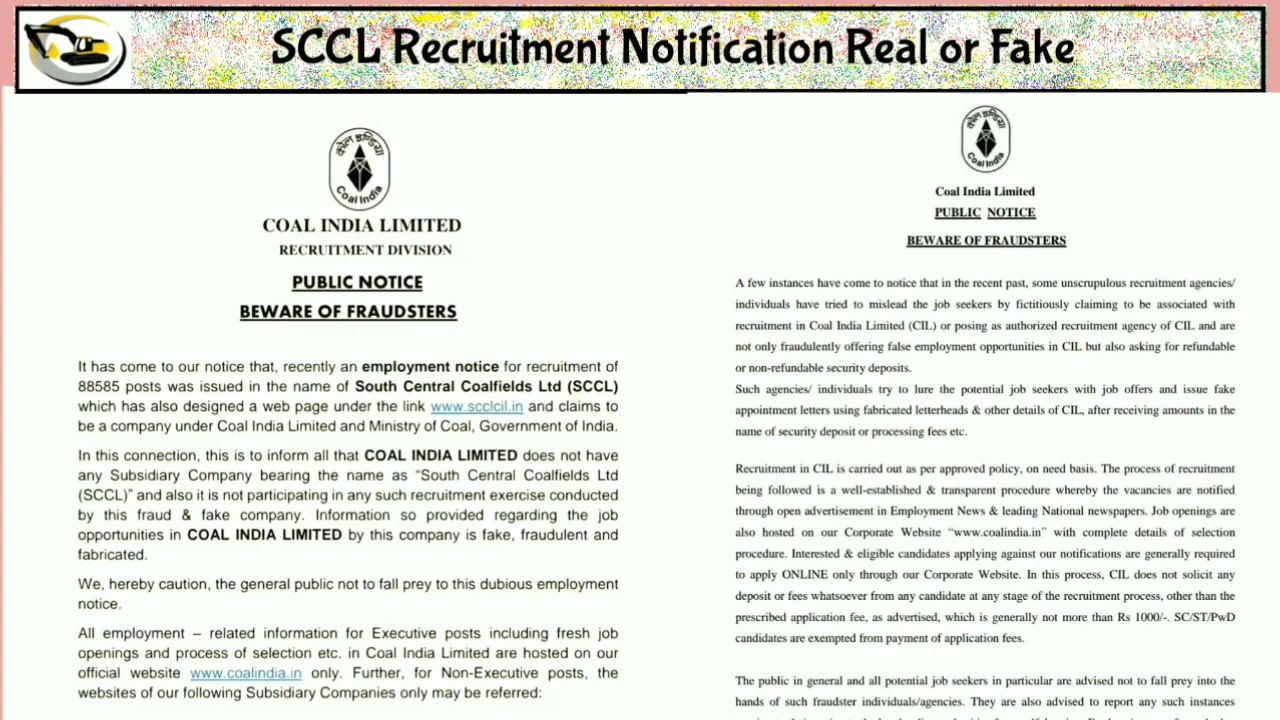 SCCL Recruitment Notification Real or Fake
कोल इण्डिया
Coal India
COAL INDIA LIMITED
RECRUITMENT DIVISION
PUBLIC NOTICE
BEWARE OF FRAUDSTERS
It has come to our notice that, recently an employment notice for recruitment of
88585 posts was issued in the name of South Central Coalfields Ltd (SCCL)
which has also designed a web page under the link www.scclcil.in and claims to
be a company under Coal India Limited and Ministry of Coal, Government of India.
In this connection, this is to inform all that COAL INDIA LIMITED does not have
any Subsidiary Company bearing the name as “South Central Coalfields Ltd
(SCCL)” and also it is not participating in any such recruitment exercise conducted
by this fraud & fake company. Information so provided regarding the job
opportunities in COAL INDIA LIMITED by this company is fake, fraudulent and
fabricated.
We, hereby caution, the general public not to fall prey to this dubious employment
notice.
All employment – related information for Executive posts including fresh job
openings and process of selection etc. in Coal India Limited are hosted on our
official website www.coalindia.in only. Further, for Non-Executive posts, the
websites of our following Subsidiary Companies only may be referred:
कोल इण्डिया
Coal India
Coal India Limited
PUBLIC NOTICE
BEWARE OF FRAUDSTERS
A few instances have come to notice that in the recent past, some unscrupulous recruitment agencies/
individuals have tried to mislead the job seekers by fictitiously claiming to be associated with
recruitment in Coal India Limited (CIL) or posing as authorized recruitment agency of CIL and are
not only fraudulently offering false employment opportunities in CIL but also asking for refundable
or non-refundable security deposits.
Such agencies/ individuals try to lure the potential job seekers with job offers and issue fake
appointment letters using fabricated letterheads & other details of CIL, after receiving amounts in the
name of security deposit or processing fees etc.
Recruitment in CIL is carried out as per approved policy, on need basis. The process of recruitment
being followed is a well-established & transparent procedure whereby the vacancies are notified
through open advertisement in Employment News & leading National newspapers. Job openings are
also hosted on our Corporate Website “www.coalindia.in” with complete details of selection
procedure. Interested & eligible candidates applying against our notifications are generally required
to apply ONLINE only through our Corporate Website. In this process, CIL does not solicit any
deposit or fees whatsoever from any candidate at any stage of the recruitment process, other than the
prescribed application fee, as advertised, which is generally not more than Rs 1000/-. SC/ST/PwD
candidates are exempted from payment of application fees.
The public in general and all potential job seekers in particular are advised not to fall prey into the
hands of such fraudster individuals/agencies. They are also advised to report any such instances